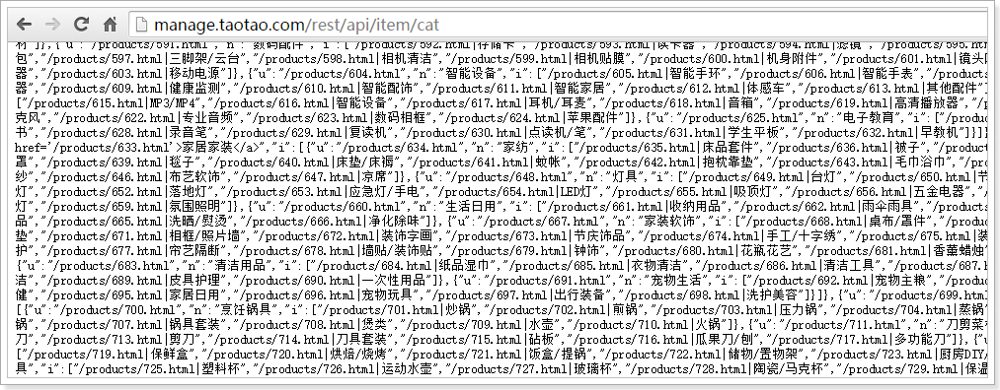 manage.taotao.com/rest/api/item/cat
材"]},{"u":"/products/591.html","n":"数码配件","i":["/products/592.html|存储卡","/products/593.html|读卡器","/products/594.html|滤镜","/products/595.html
包","/products/597.html|三脚架/云台","/products/598.html|相机清洁","/products/599.html|相机贴膜","/products/600.html|机身附件","/products/601.html|镜头
器","/products/603.html|移动电源"]},{"u":"/products/604.html","n":"智能设备","i":["/products/605.html|智能手环","/products/606.html|智能手表","/products/
器","/products/609.html|健康监测","/products/610.html|智能配饰","/products/611.html|智能家居","/products/612.html|体感车","/products/613.html|其他配件"]
["/products/615.html|MP3/MP4","/products/616.html|智能设备","/products/617.html|耳机/耳麦","/products/618.html|音箱","/products/619.html|高清播放器","/produ
克风","/products/622.html|专业音频","/products/623.html|数码相框","/products/624.html|苹果配件"]},{"u":"/products/625.html","n":"电子教育","i":["/produ
书","/products/628.html|录音笔","/products/629.html|复读机","/products/630.html|点读机/笔","/products/631.html|学生平板","/products/632.html|早教机"]}]}
href='/products/633.html'>家居家装</a>","i":[{"u":"/products/634.html","n":"家纺","i":["/products/635.html|床品套件","/products/636.html|被子","/products/
罩","/products/639.html|毯子","/products/640.html|床垫/床褥","/products/641.html|蚊帐","/products/642.html|抱枕靠垫","/products/643.html|毛巾浴巾","/prod
纱","/products/646.html|布艺软饰","/products/647.html|凉席"]},{"u":"/products/648.html","n":"灯具","i":["/products/649.html|台灯","/products/650.html|节
灯","/products/652.html|落地灯","/products/653.html|应急灯/手电","/products/654.html|LED灯","/products/655.html|吸顶灯","/products/656.html|五金电器","/
灯","/products/659.html|氛围照明"]},{"u":"/products/660.html","n":"生活日用","i":["/products/661.html|收纳用品","/products/662.html|雨伞雨具","/products
品","/products/665.html|洗晒/熨烫","/products/666.html|净化除味"]},{"u":"/products/667.html","n":"家装软饰","i":["/products/668.html|桌布/罩件","/product
垫","/products/671.html|相框/照片墙","/products/672.html|装饰字画","/products/673.html|节庆饰品","/products/674.html|手工/十字绣","/products/675.html|装
护","/products/677.html|帘艺隔断","/products/678.html|墙贴/装饰贴","/products/679.html|钟饰","/products/680.html|花瓶花艺","/products/681.html|香薰蜡烛"
{"u":"/products/683.html","n":"清洁用品","i":["/products/684.html|纸品湿巾","/products/685.html|衣物清洁","/products/686.html|清洁工具","/products/687.h
洁","/products/689.html|皮具护理","/products/690.html|一次性用品"]},{"u":"/products/691.html","n":"宠物生活","i":["/products/692.html|宠物主粮","/produc
健","/products/695.html|家居日用","/products/696.html|宠物玩具","/products/697.html|出行装备","/products/698.html|洗护美容"]}]},{"u":"/products/699.html
[{"u":"/products/700.html","n":"烹饪锅具","i":["/products/701.html|炒锅","/products/702.html|煎锅","/products/703.html|压力锅","/products/704.html|蒸锅"
锅","/products/707.html|锅具套装","/products/708.html|煲类","/products/709.html|水壶","/products/710.html|火锅"]},{"u":"/products/711.html","n":"刀剪菜
刀","/products/713.html|剪刀","/products/714.html|刀具套装","/products/715.html|砧板","/products/716.html|瓜果刀/刨","/products/717.html|多功能刀"]},{"u
["/products/719.html|保鲜盒","/products/720.html|烘焙/烧烤","/products/721.html|饭盒/提锅","/products/722.html|储物/置物架","/products/723.html|厨房DIY/
具","i":["/products/725.html|塑料杯","/products/726.html|运动水壶","/products/727.html|玻璃杯","/products/728.html|陶瓷/马克杯","/products/729.html|保温